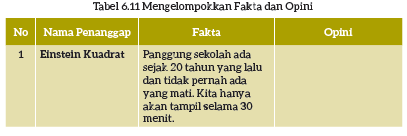 Tabel 6.11 Mengelompokkan Fakta dan Opini
No Nama Penanggap Fakta Opini
1 Einstein Kuadrat Panggung sekolah ada
sejak 20 tahun yang lalu
dan tidak pernah ada
yang mati. Kita hanya
akan tampil selama 30
menit.